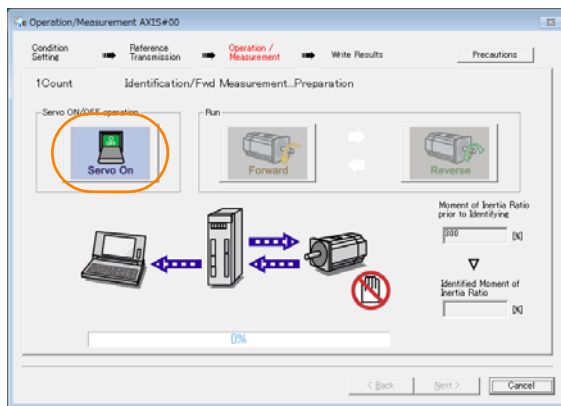 Operation/Measurement AXIS#00
Condition Setting
Reference Transmission
Operation / Measurement
Write Results
Precautions
1Count
Identification/Fwd Measurement...Preparation
Servo ON/OFF operation
Run
Servo On
Forward
Reverse
Moment of Inertia Ratio prior to Identifying
300 [%]
Identified Moment of Inertia Ratio
[%]
0%
< Back
Next >
Cancel